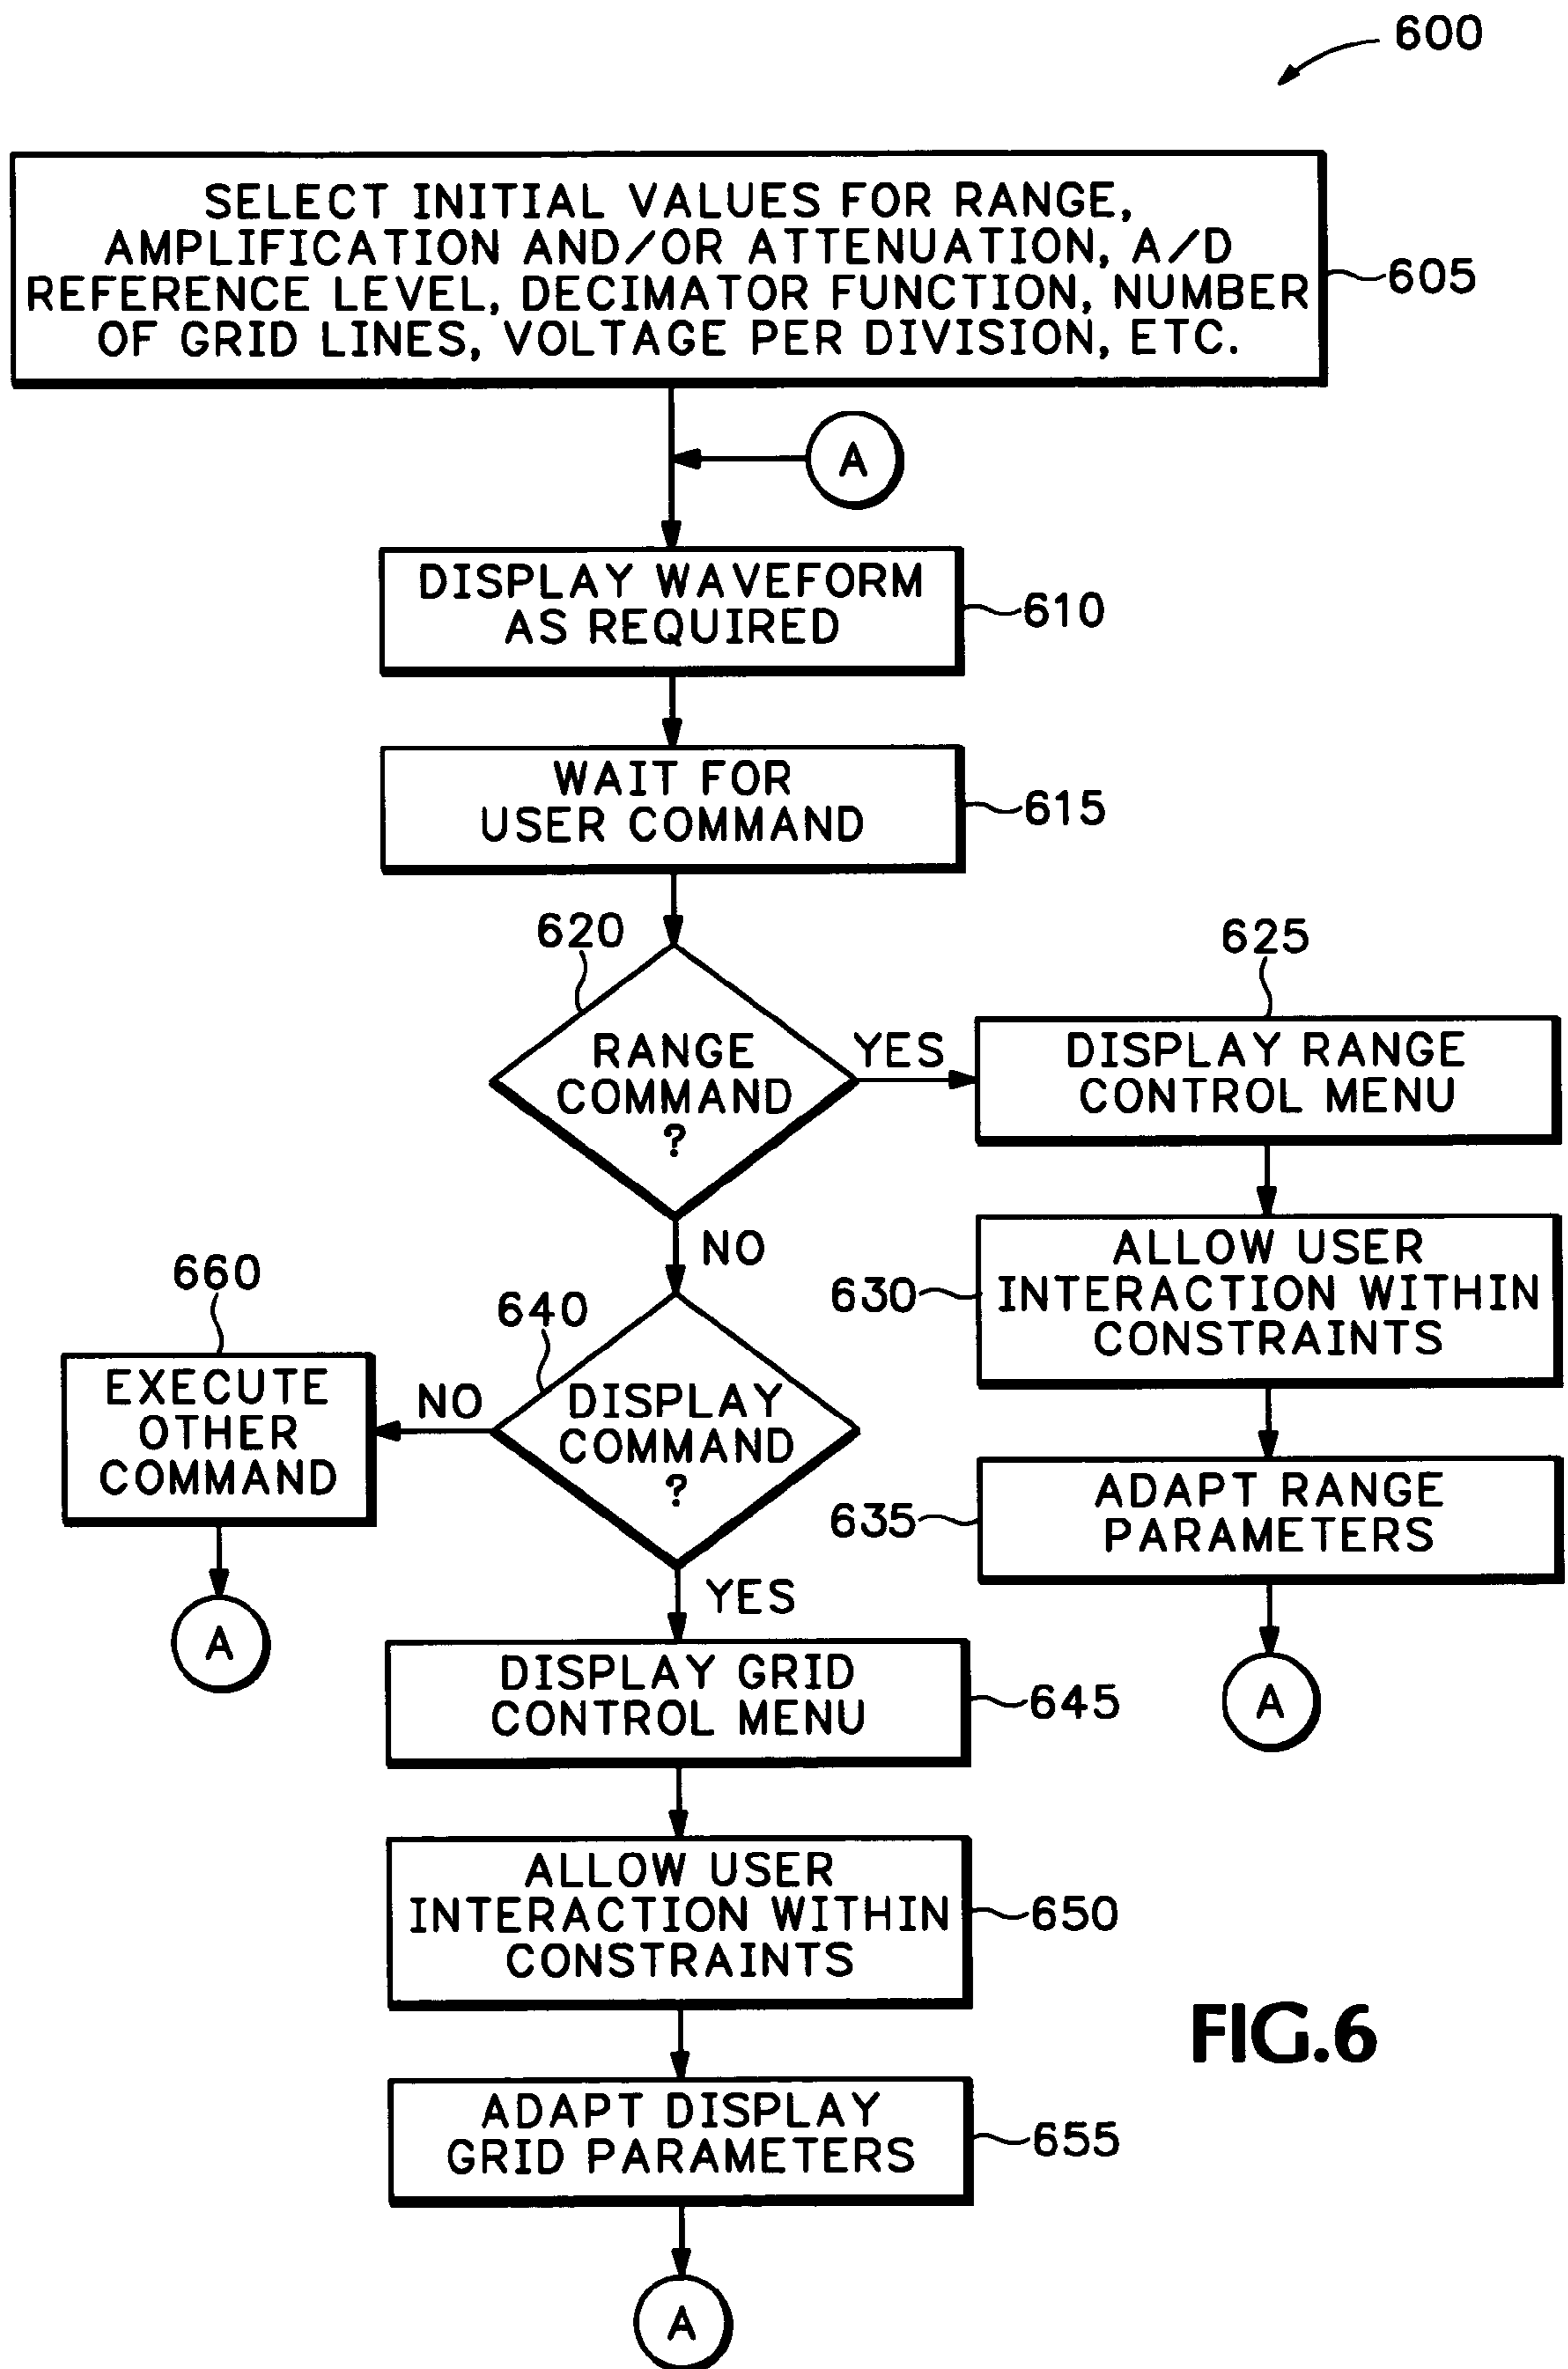 600
SELECT INITIAL VALUES FOR RANGE,
AMPLIFICATION AND/OR ATTENUATION, A/D
REFERENCE LEVEL, DECIMATOR FUNCTION, NUMBER
OF GRID LINES, VOLTAGE PER DIVISION, ETC.
605
A
DISPLAY WAVEFORM
AS REQUIRED
610
WAIT FOR
USER COMMAND
615
620
RANGE
COMMAND
?
YES
NO
625
DISPLAY RANGE
CONTROL MENU
630
ALLOW USER
INTERACTION WITHIN
CONSTRAINTS
635
ADAPT RANGE
PARAMETERS
A
640
DISPLAY
COMMAND
?
NO
YES
660
EXECUTE
OTHER
COMMAND
A
DISPLAY GRID
CONTROL MENU
645
ALLOW USER
INTERACTION WITHIN
CONSTRAINTS
650
ADAPT DISPLAY
GRID PARAMETERS
655
A
FIG.6